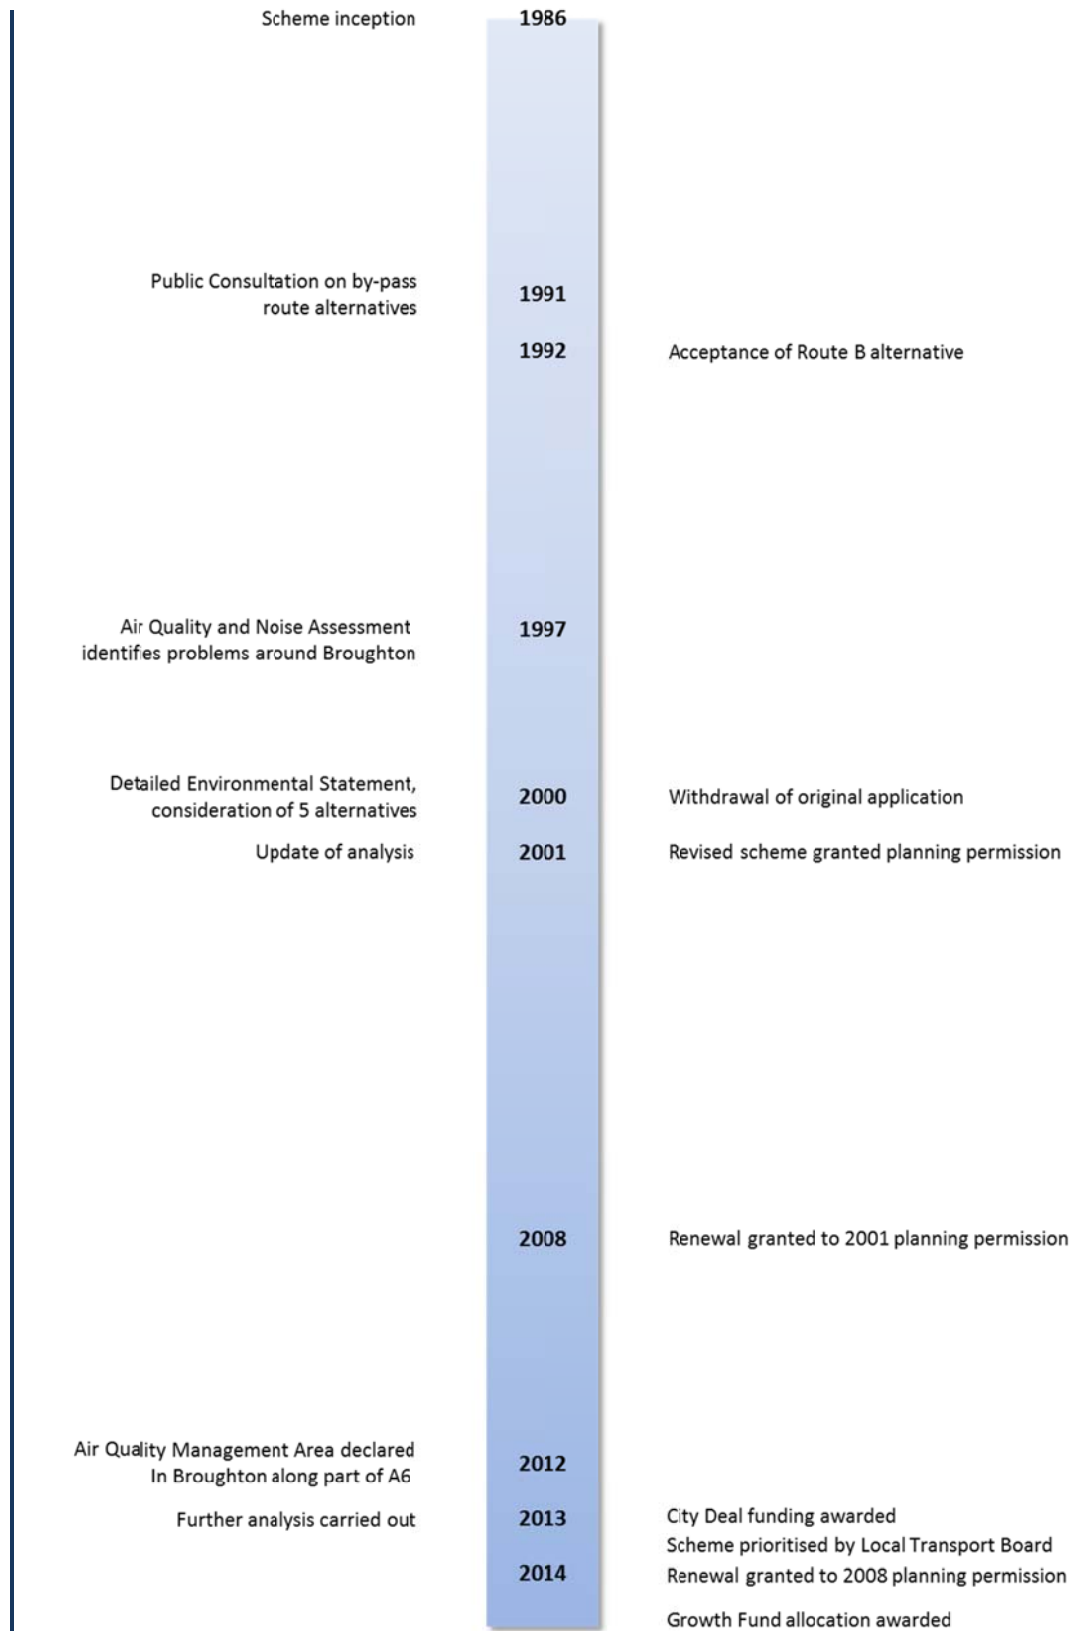 Scheme inception
1986
Public Consultation on by-pass
route alternatives
1991
1992
Acceptance of Route B alternative
Air Quality and Noise Assessment
identifies problems around Broughton
1997
Detailed Environmental Statement,
consideration of 5 alternatives
2000
Withdrawal of original application
Update of analysis
2001
Revised scheme granted planning permission
2008
Renewal granted to 2001 planning permission
Air Quality Management Area declared
In Broughton along part of A6
2012
Further analysis carried out
2013
City Deal funding awarded
Scheme prioritised by Local Transport Board
2014
Renewal granted to 2008 planning permission
Growth Fund allocation awarded